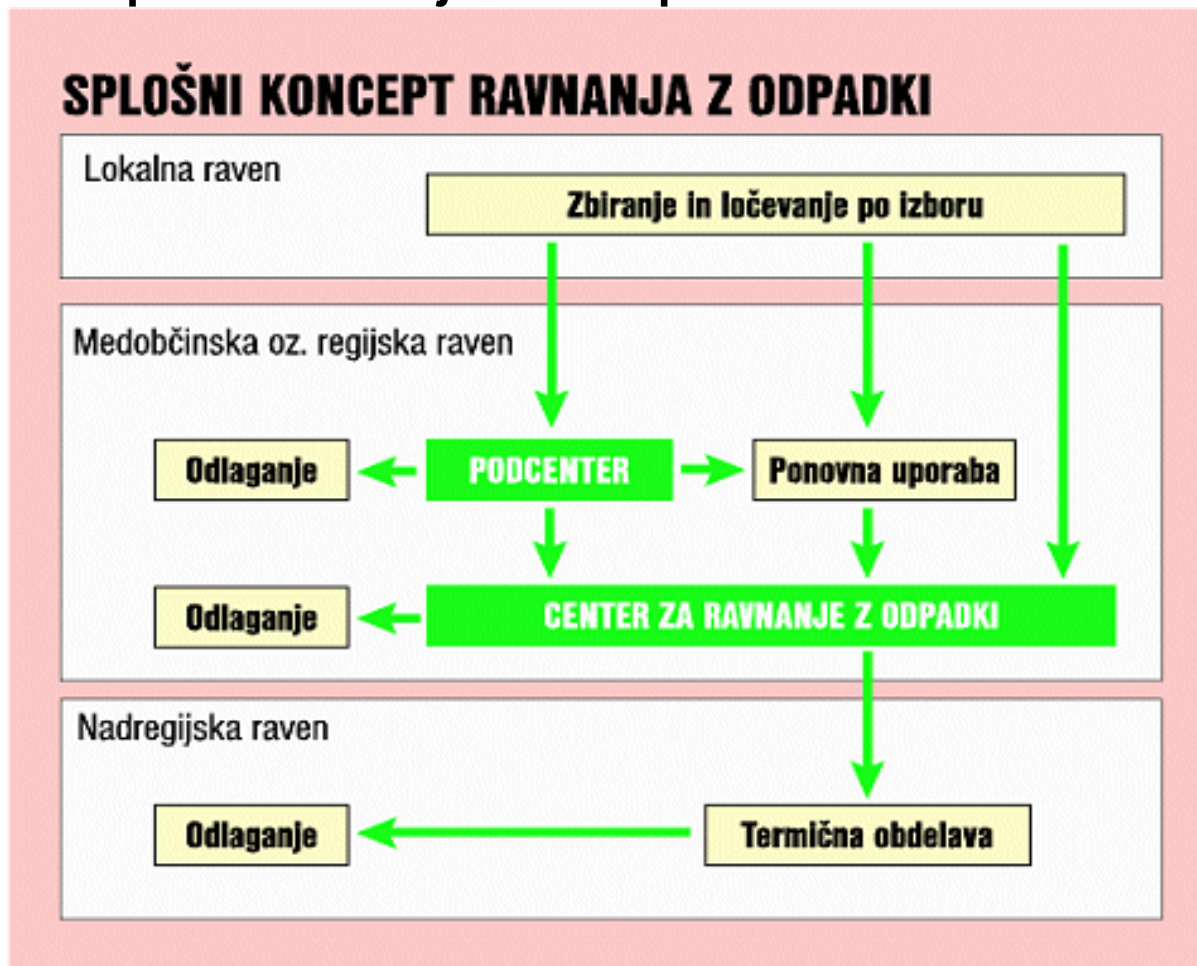 SPLOŠNI KONCEPT RAVNANJA Z ODPADKI
Lokalna raven
Zbiranje in ločevanje po izboru
Medobčinska oz. regijska raven
Odlaganje
PODCENTER
Ponovna uporaba
Odlaganje
CENTER ZA RAVNANJE Z ODPADKI
Nadregijska raven
Odlaganje
Termična obdelava